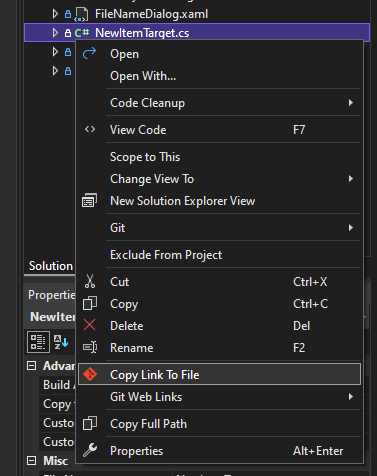 FileNameDialog.xaml
C# NewItemTarget.cs
Open
Open With...
Code Cleanup
View Code F7
Scope to This
Change View To
New Solution Explorer View
Git
Exclude From Project
Cut Ctrl+X
Copy Ctrl+C
Delete Del
Rename F2
Copy Link To File
Git Web Links
Copy Full Path
Properties Alt+Enter
Solution
Properties
NewItem
Advan
Build A
Copy t
Custo
Custo
Misc